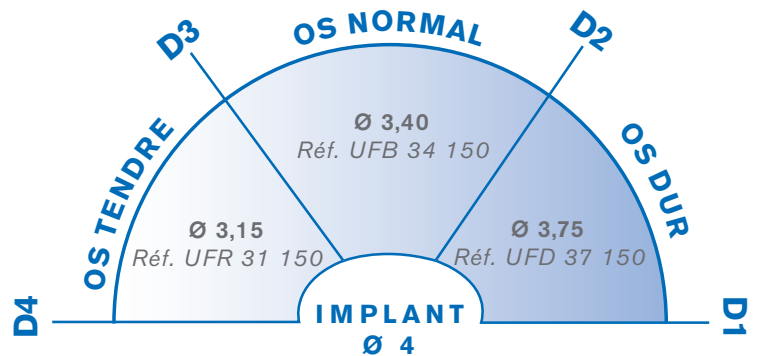 OS NORMAL
D3
D2
OS TENDRE
OS DUR
Ø 3,40
Réf. UFB 34 150
Ø 3,15
Réf. UFR 31 150
Ø 3,75
Réf. UFD 37 150
D4
IMPLANT
Ø 4
D1